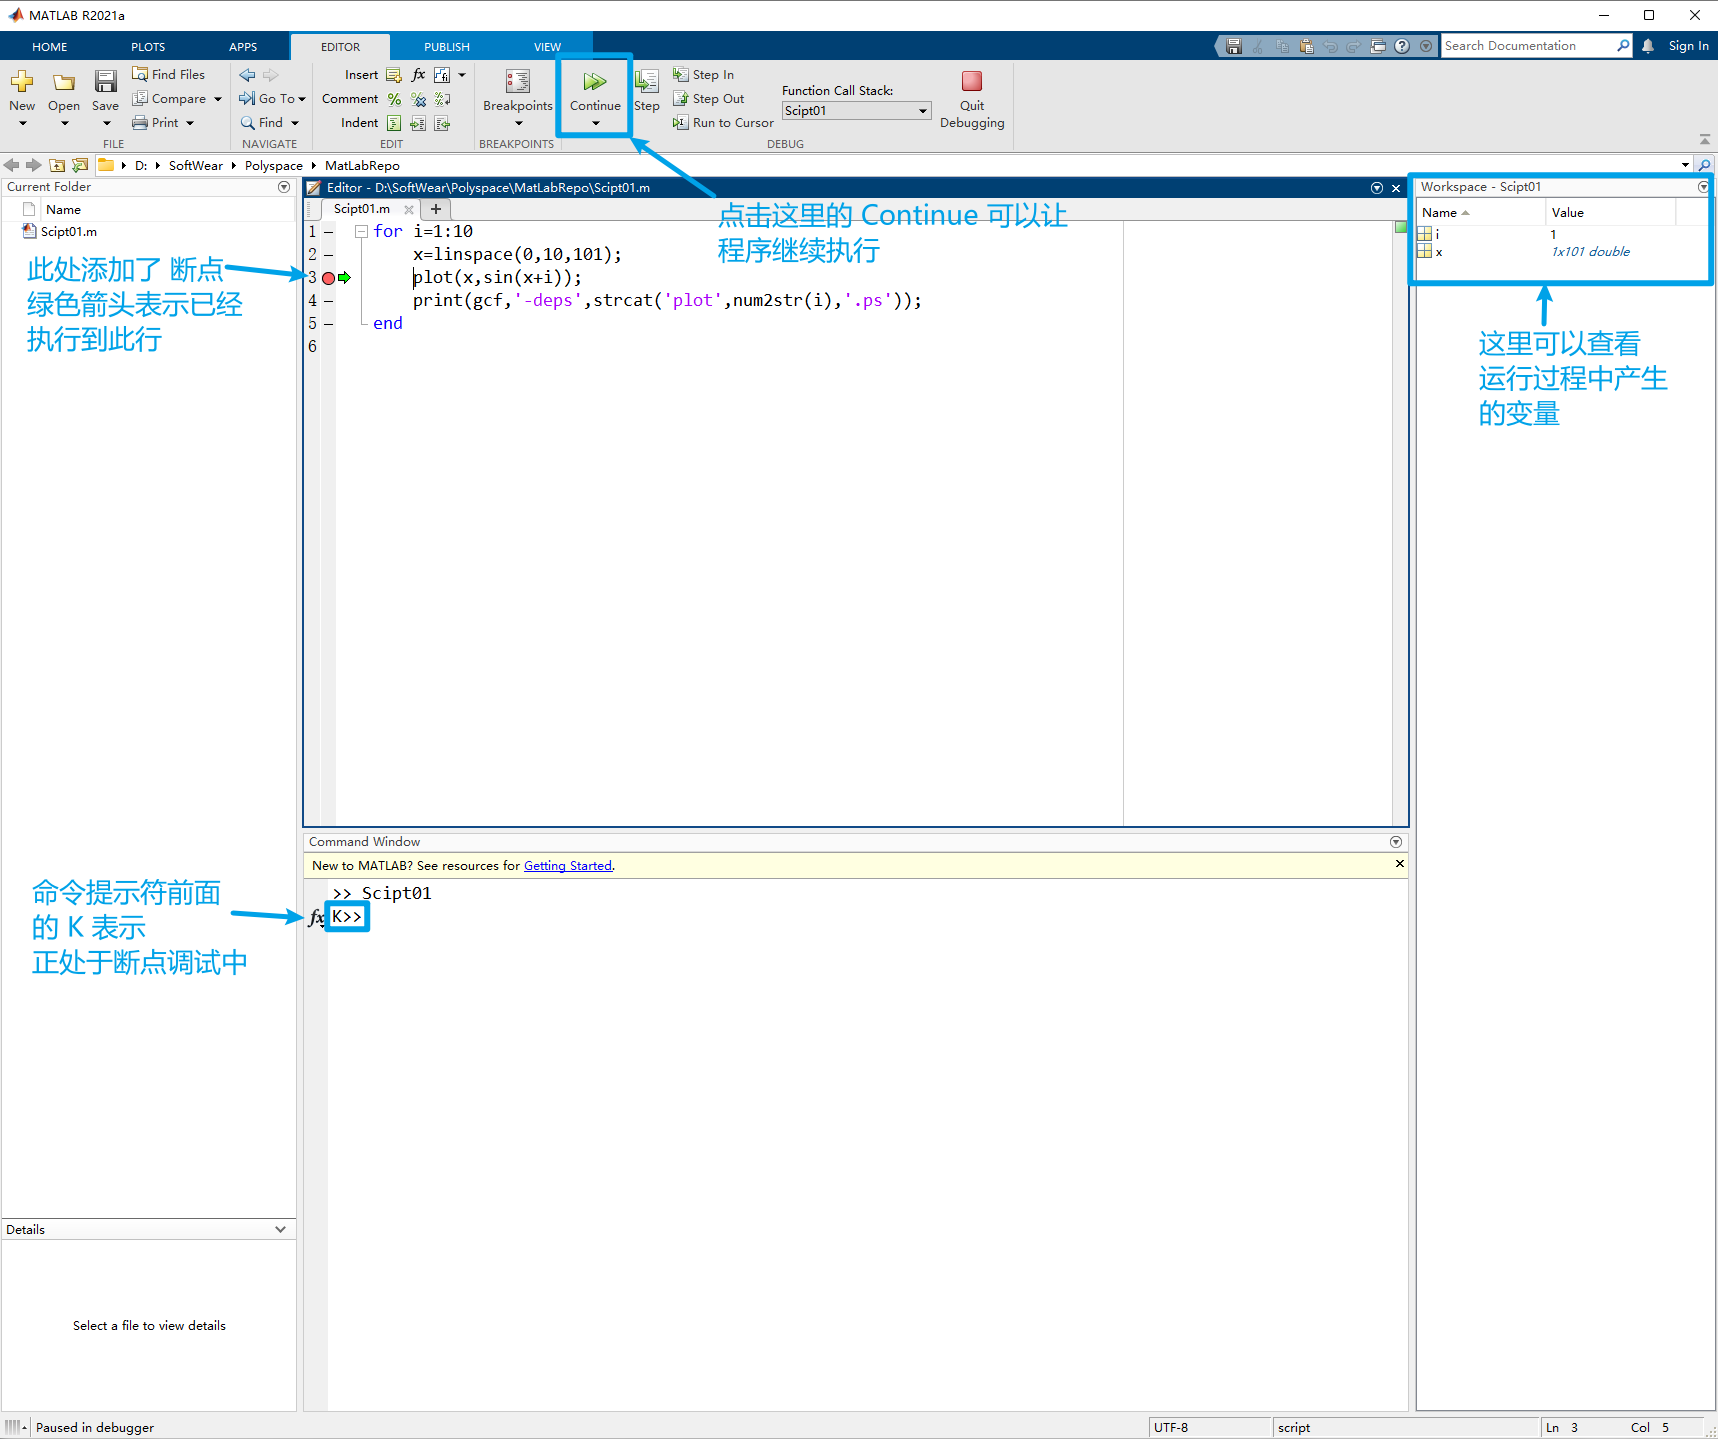 MATLAB R2021a
HOME PLOTS APPS EDITOR PUBLISH VIEW
Search Documentation
Sign In
New
Open
Save
Find Files
Compare
Print
FILE
Go To
Find
NAVIGATE
Insert
Comment
Indent
EDIT
Breakpoints
BREAKPOINTS
Continue
Step
Step In
Step Out
Run to Cursor
Function Call Stack:
Scipt01
DEBUG
Quit
Debugging
D: SoftWear Polyspace MatLabRepo
Current Folder
Name
Scipt01.m
此处添加了 断点
绿色箭头表示已经
执行到此行
Editor - D:\SoftWear\Polyspace\MatLabRepo\Scipt01.m
Scipt01.m
1 for i=1:10
2 x=linspace(0,10,101);
3 plot(x,sin(x+i));
4 print(gcf,'-deps',strcat('plot',num2str(i),'.ps'));
5 end
6
点击这里的 Continue 可以让
程序继续执行
Workspace - Scipt01
Name Value
i 1
x 1x101 double
这里可以查看
运行过程中产生
的变量
Command Window
New to MATLAB? See resources for Getting Started.
>> Scipt01
fx K>>
命令提示符前面
的 K 表示
正处于断点调试中
Details
Select a file to view details
Paused in debugger
UTF-8
script
Ln 3 Col 5